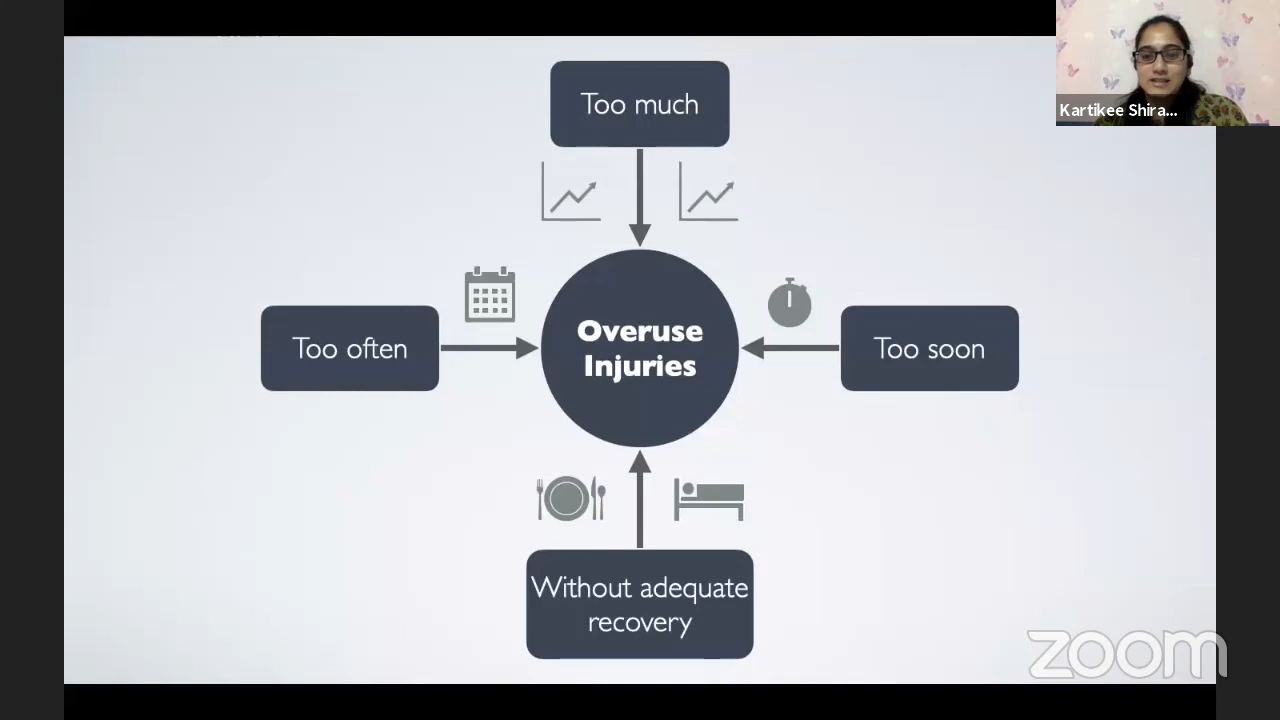 Too much
Kartikee Shira...
Too often
Overuse
Injuries
Too soon
Without adequate
recovery
zoom